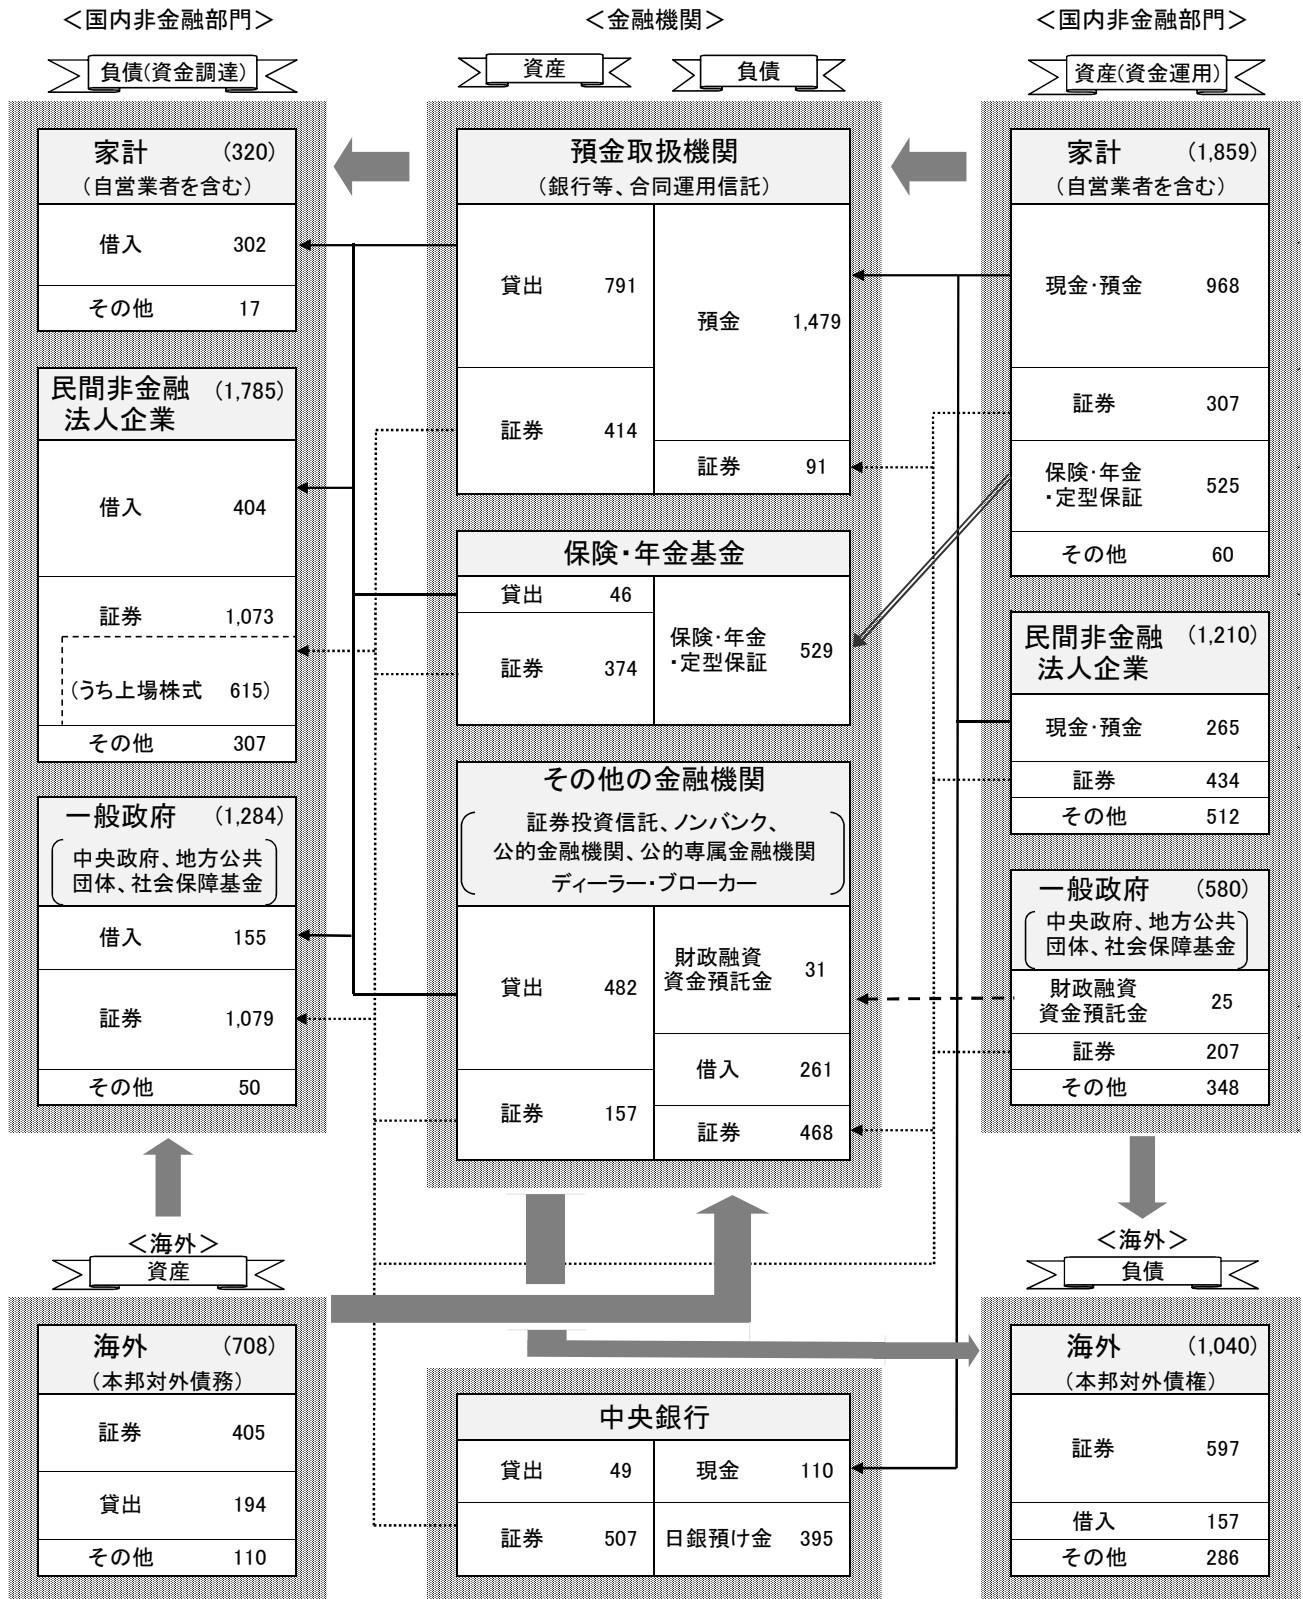 ＜国内非金融部門＞
負債(資金調達)
家計 (320)
（自営業者を含む）
借入 302
その他 17
民間非金融 (1,785)
法人企業
借入 404
証券 1,073
(うち上場株式 615)
その他 307
一般政府 (1,284)
中央政府、地方公共
団体、社会保障基金
借入 155
証券 1,079
その他 50
＜海外＞
資産
海外 (708)
（本邦対外債務）
証券 405
貸出 194
その他 110
＜金融機関＞
資産
負債
預金取扱機関
（銀行等、合同運用信託）
貸出 791
証券 414
預金 1,479
証券 91
保険・年金基金
貸出 46
証券 374
保険・年金
・定型保証 529
その他の金融機関
証券投資信託、ノンバンク、
公的金融機関、公的専属金融機関
ディーラー・ブローカー
貸出 482
証券 157
財政融資
資金預託金 31
借入 261
証券 468
中央銀行
貸出 49
証券 507
現金 110
日銀預け金 395
＜国内非金融部門＞
資産(資金運用)
家計 (1,859)
（自営業者を含む）
現金・預金 968
証券 307
保険・年金
・定型保証 525
その他 60
民間非金融 (1,210)
法人企業
現金・預金 265
証券 434
その他 512
一般政府 (580)
中央政府、地方公共
団体、社会保障基金
財政融資
資金預託金 25
証券 207
その他 348
＜海外＞
負債
海外 (1,040)
（本邦対外債権）
証券 597
借入 157
その他 286